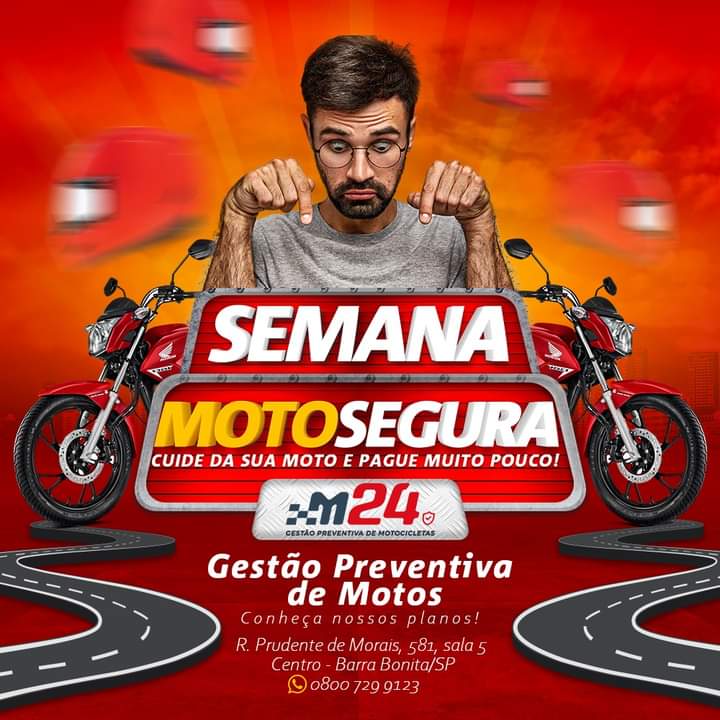 SEMANA
MOTOSEGURA
CUIDE DA SUA MOTO E PAGUE MUITO POUCO!
m24
GESTÃO PREVENTIVA DE MOTOCICLETAS
Gestão Preventiva
de Motos
Conheça nossos planos!
R. Prudente de Morais, 581, sala 5
Centro - Barra Bonita/SP
0800 729 9123